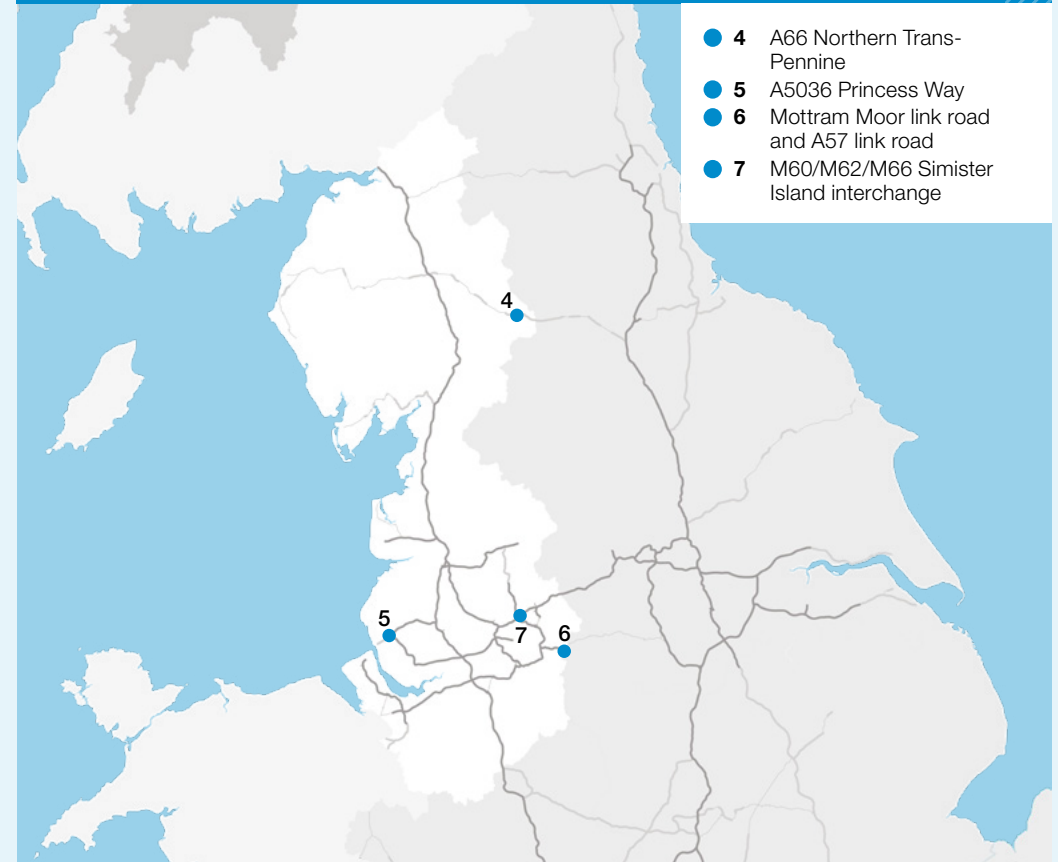 4 A66 Northern Trans-
Pennine
5 A5036 Princess Way
6 Mottram Moor link road
and A57 link road
7 M60/M62/M66 Simister
Island interchange
4
5
7
6